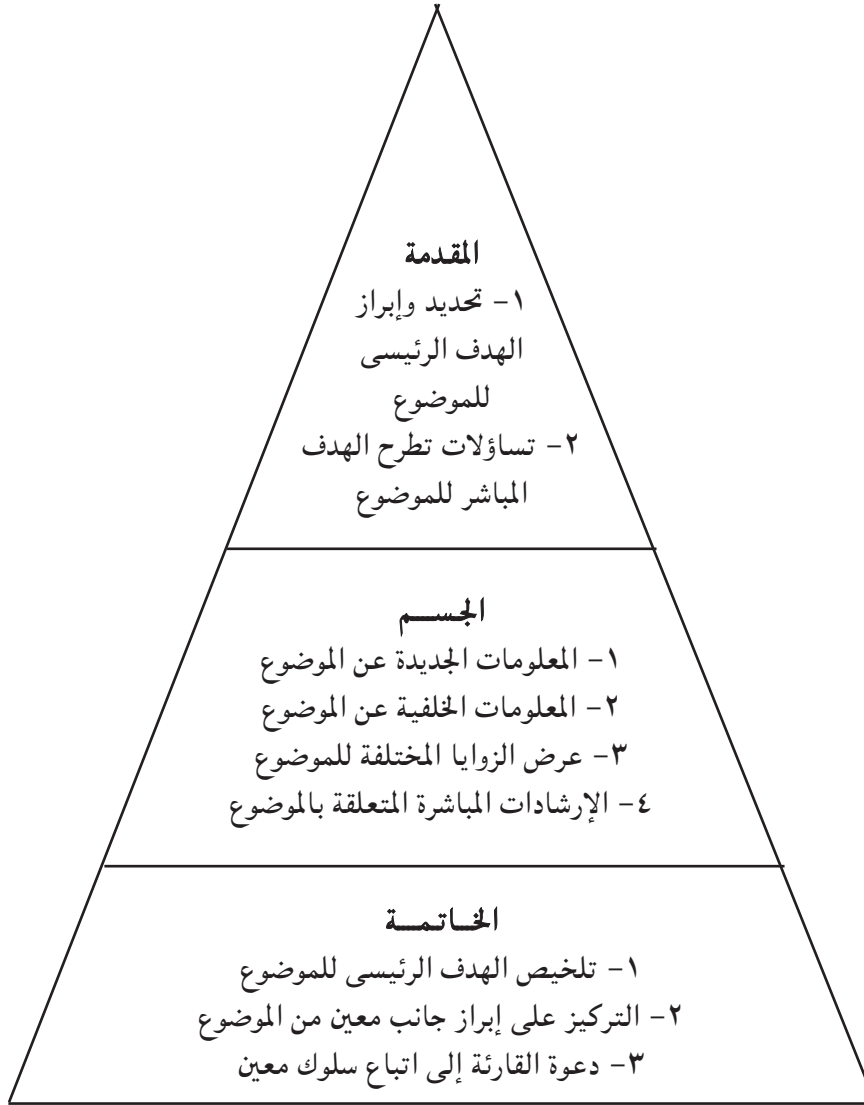 المقدمة
١- تحديد وإبراز
الهدف الرئيسى
للموضوع
٢- تساؤلات تطرح الهدف
المباشر للموضوع
الجســـم
١- المعلومات الجديدة عن الموضوع
٢- المعلومات الخلفية عن الموضوع
٣- عرض الزوايا المختلفة للموضوع
٤- الإرشادات المباشرة المتعلقة بالموضوع
الخــاتمـــة
١- تلخيص الهدف الرئيسى للموضوع
٢- التركيز على إبراز جانب معين من الموضوع
٣- دعوة القارئة إلى اتباع سلوك معين